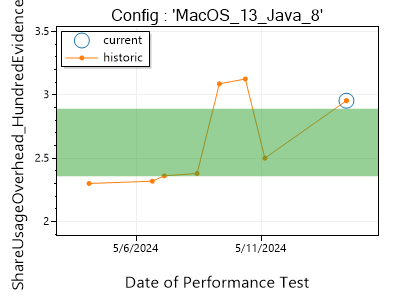 Config : 'MacOS_13_Java_8'
current
historic
3.5
3
2.5
2
ShareUsageOverhead_HundredEvidence
5/6/2024
5/11/2024
Date of Performance Test